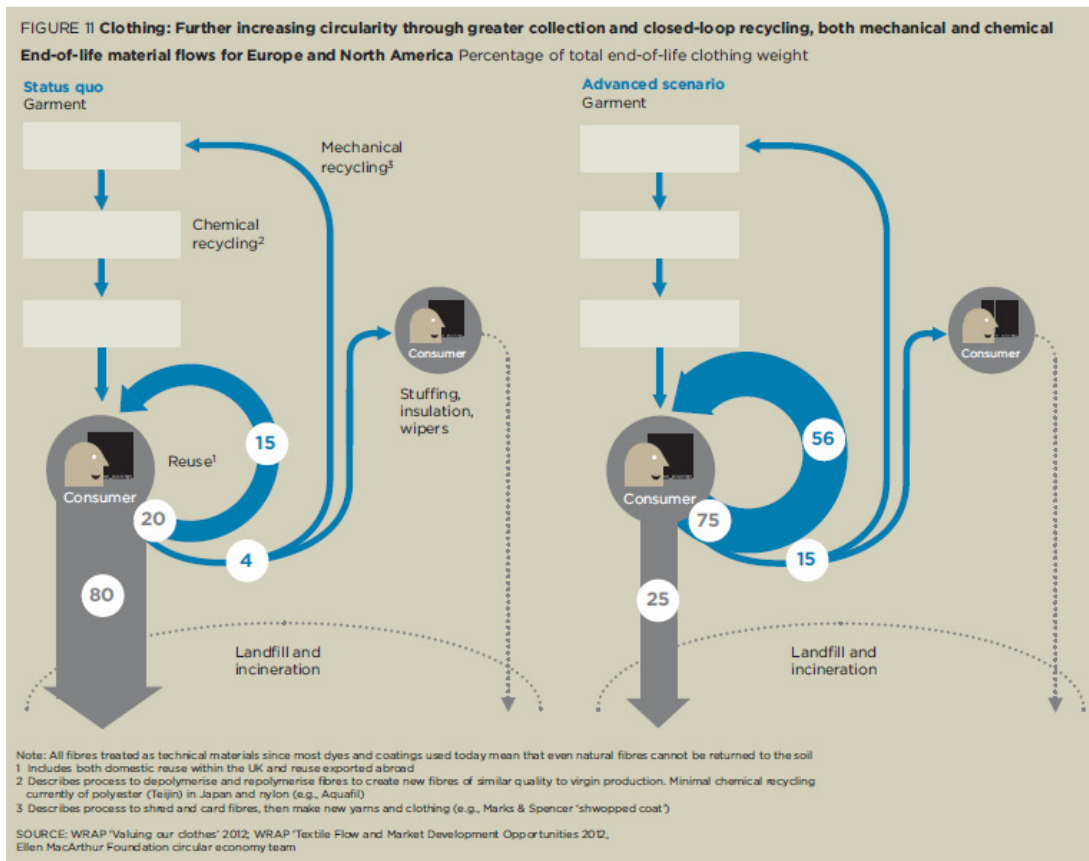 FIGURE 11 Clothing: Further increasing circularity through greater collection and closed-loop recycling, both mechanical and chemical
End-of-life material flows for Europe and North America Percentage of total end-of-life clothing weight
Status quo
Garment
Mechanical
recycling3
Chemical
recycling2
Consumer
Stuffing,
insulation,
wipers
15
Reuse1
Consumer
20
4
80
Landfill and
incineration
Advanced scenario
Garment
Consumer
56
Consumer
75
15
25
Landfill and
incineration
Note: All fibres treated as technical materials since most dyes and coatings used today mean that even natural fibres cannot be returned to the soil
1 Includes both domestic reuse within the UK and reuse exported abroad
2 Describes process to depolymerise and repolymerise fibres to create new fibres of similar quality to virgin production. Minimal chemical recycling
currently of polyester (Teijin) in Japan and nylon (e.g., Aquafil)
3 Describes process to shred and card fibres, then make new yarns and clothing (e.g., Marks & Spencer 'shwopped coat')
SOURCE: WRAP 'Valuing our clothes' 2012; WRAP 'Textile Flow and Market Development Opportunities 2012,
Ellen MacArthur Foundation circular economy team